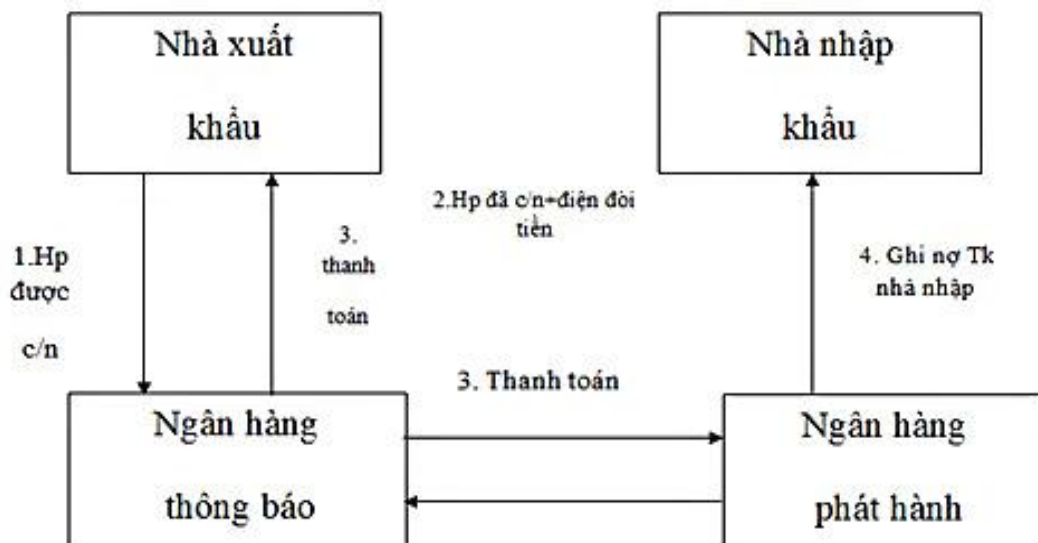 Nhà xuất
khẩu
Nhà nhập
khẩu
2.Hp đã c/n+điện đòi
tiền
1.Hp
được
c/n
3.
thanh
toán
4. Ghi nợ Tk
nhà nhập
3. Thanh toán
Ngân hàng
thông báo
Ngân hàng
phát hành